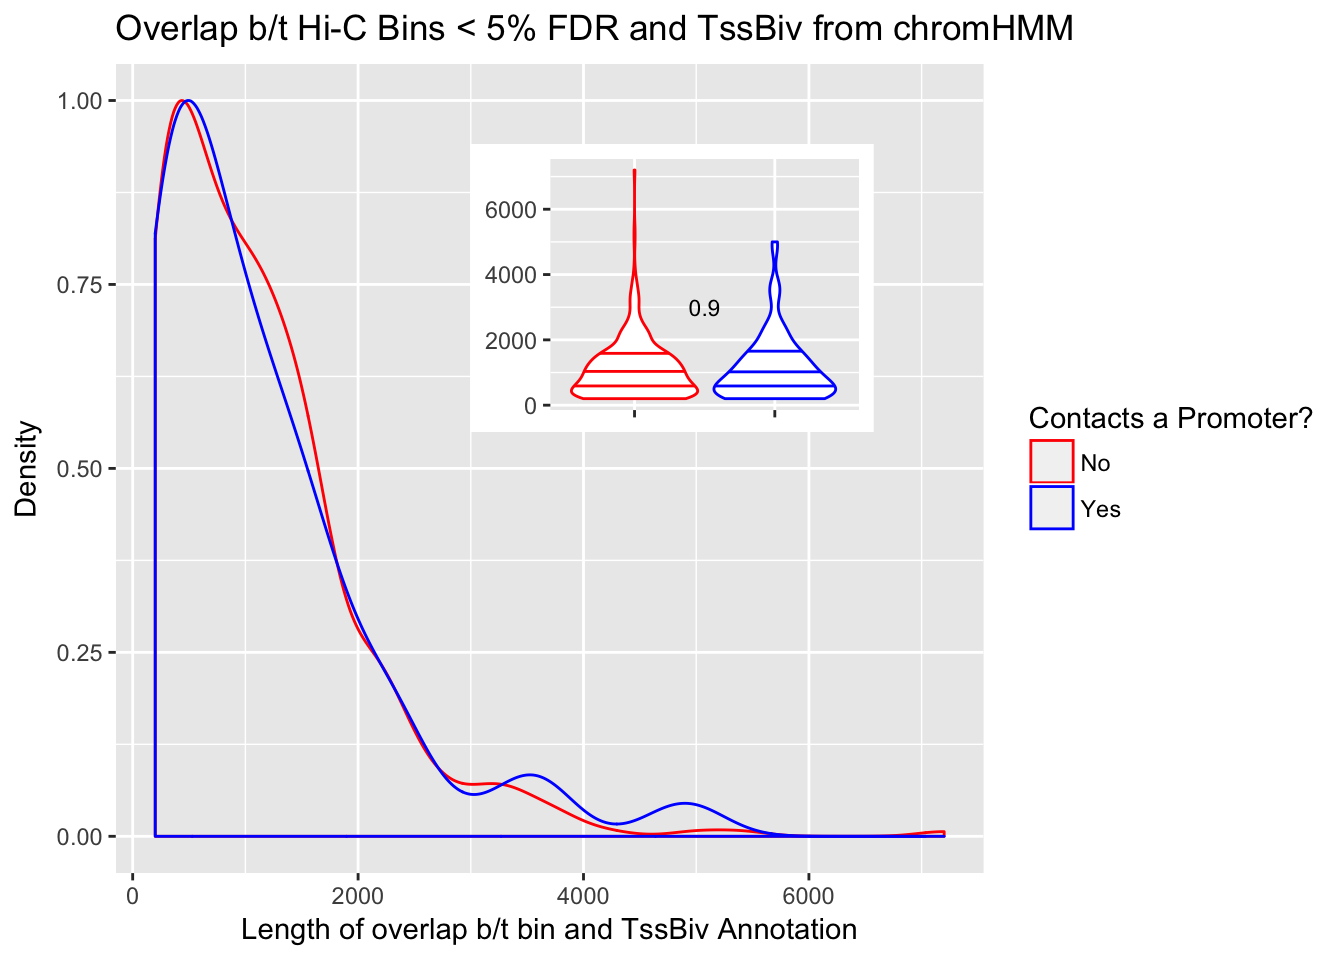 Overlap b/t Hi-C Bins < 5% FDR and TssBiv from chromHMM
Density
1.00
0.75
0.50
0.25
0.00
0
2000
4000
6000
Length of overlap b/t bin and TssBiv Annotation
6000
4000
2000
0
0.9
Contacts a Promoter?
No
Yes